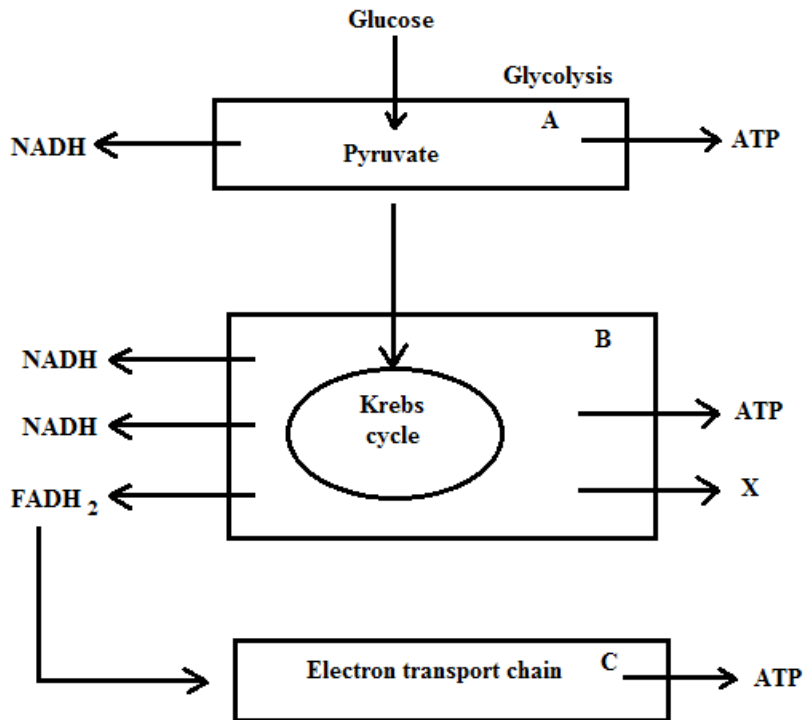 Glucose
Glycolysis
A
NADH
Pyruvate
ATP
B
NADH
Krebs
cycle
NADH
ATP
FADH 2
X
Electron transport chain
C
ATP